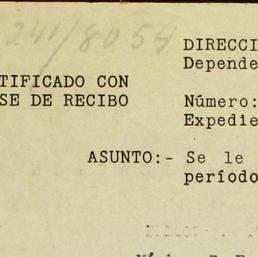 241/8054
DIRECCI
Depende
TIFICADO CON
SE DE RECIBO
Número:
Expedie
ASUNTO:- Se le
período